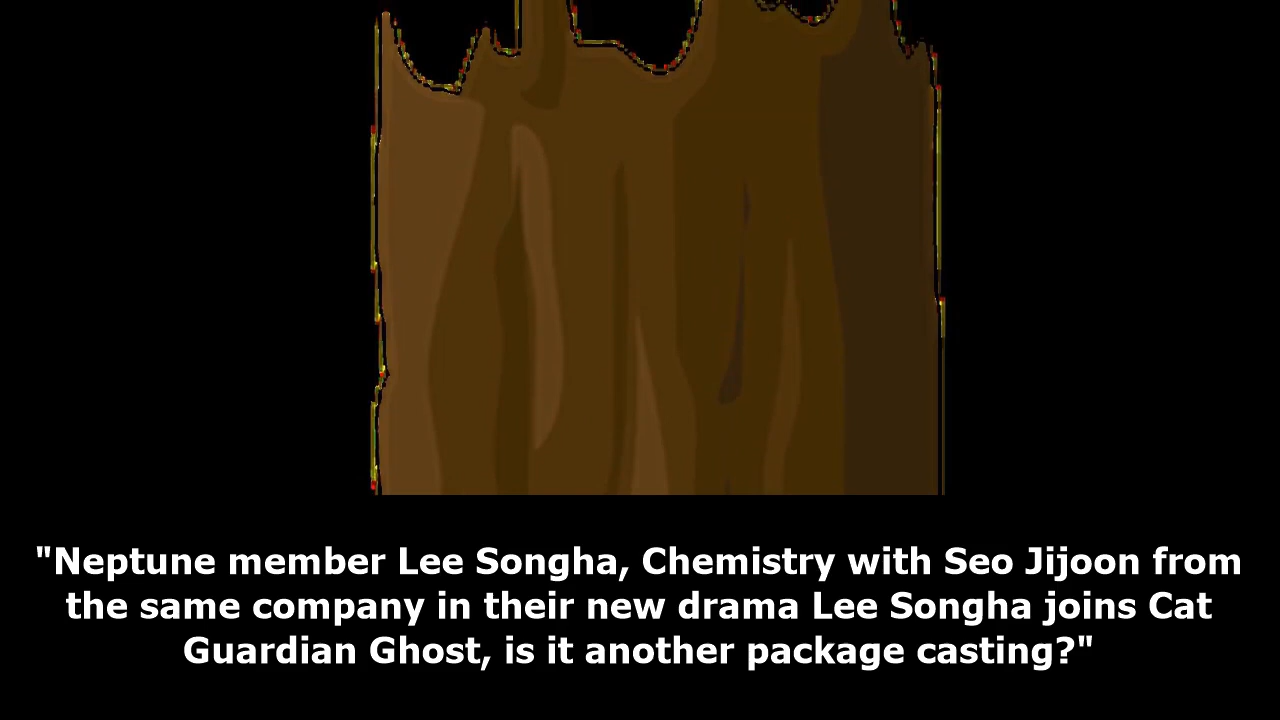 "Neptune member Lee Songha, Chemistry with Seo Jijoon from
the same company in their new drama Lee Songha joins Cat
Guardian Ghost, is it another package casting?"